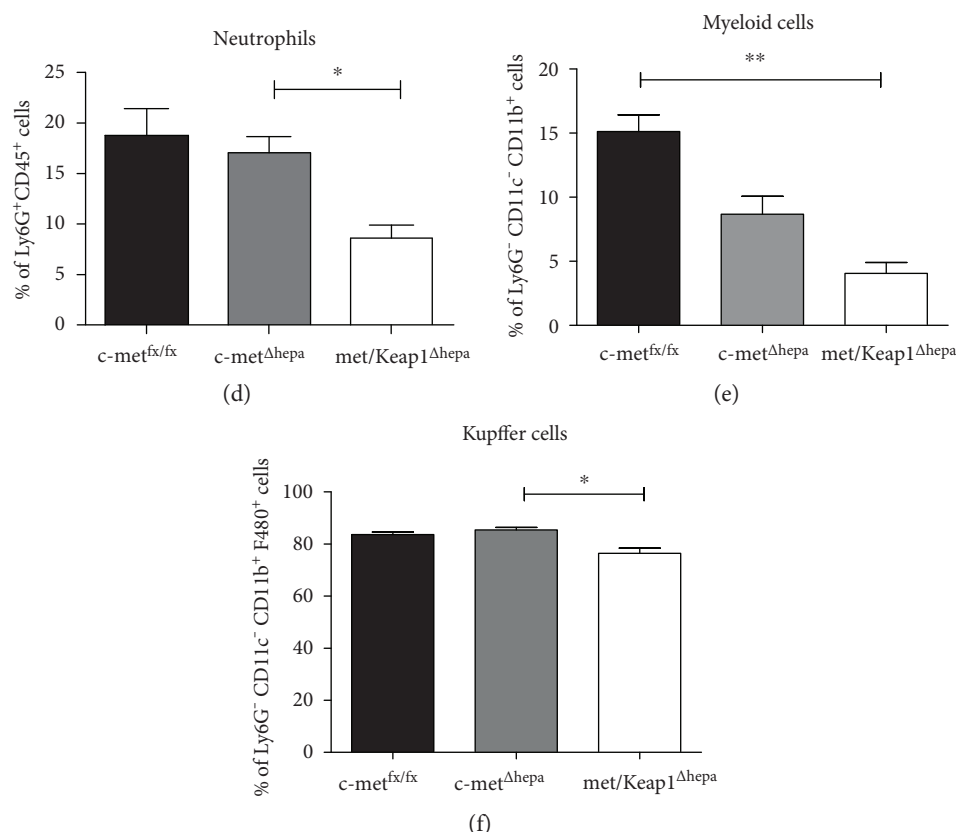 Neutrophils
*
25
20
15
10
5
0
% of Ly6G⁺CD45⁺ cells
c-met^fx/fx c-met^Δhepa met/Keap1^Δhepa
(d)
Myeloid cells
**
20
15
10
5
0
% of Ly6G⁻ CD11c⁻ CD11b⁺ cells
c-met^fx/fx c-met^Δhepa met/Keap1^Δhepa
(e)
Kupffer cells
*
100
80
60
40
80
0
% of Ly6G⁻ CD11c⁻ CD11b⁺ F480⁺ cells
c-met^fx/fx c-met^Δhepa met/Keap1^Δhepa
(f)